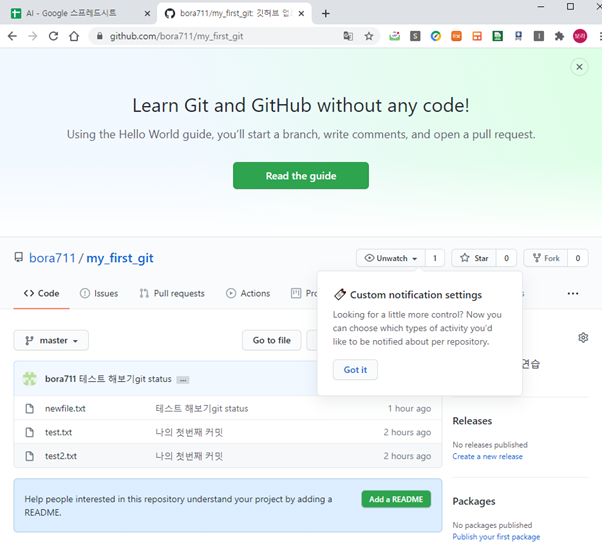 AI - Google 스프레드시트
bora711/my_first_git: 깃허브 없
github.com/bora711/my_first_git
보라
Learn Git and GitHub without any code!
Using the Hello World guide, you'll start a branch, write comments, and open a pull request.
Read the guide
bora711 / my_first_git
Unwatch 1
Star 0
Fork 0
Code
Issues
Pull requests
Actions
Custom notification settings
Looking for a little more control? Now you
can choose which types of activity you'd
like to be notified about per repository.
Got it
master
Go to file
연습
bora711 테스트 해보기git status ...
newfile.txt 테스트 해보기git status 1 hour ago
test.txt 나의 첫번째 커밋 2 hours ago
test2.txt 나의 첫번째 커밋 2 hours ago
Help people interested in this repository understand your project by adding a
README.
Add a README
Releases
No releases published
Create a new release
Packages
No packages published
Publish your first package